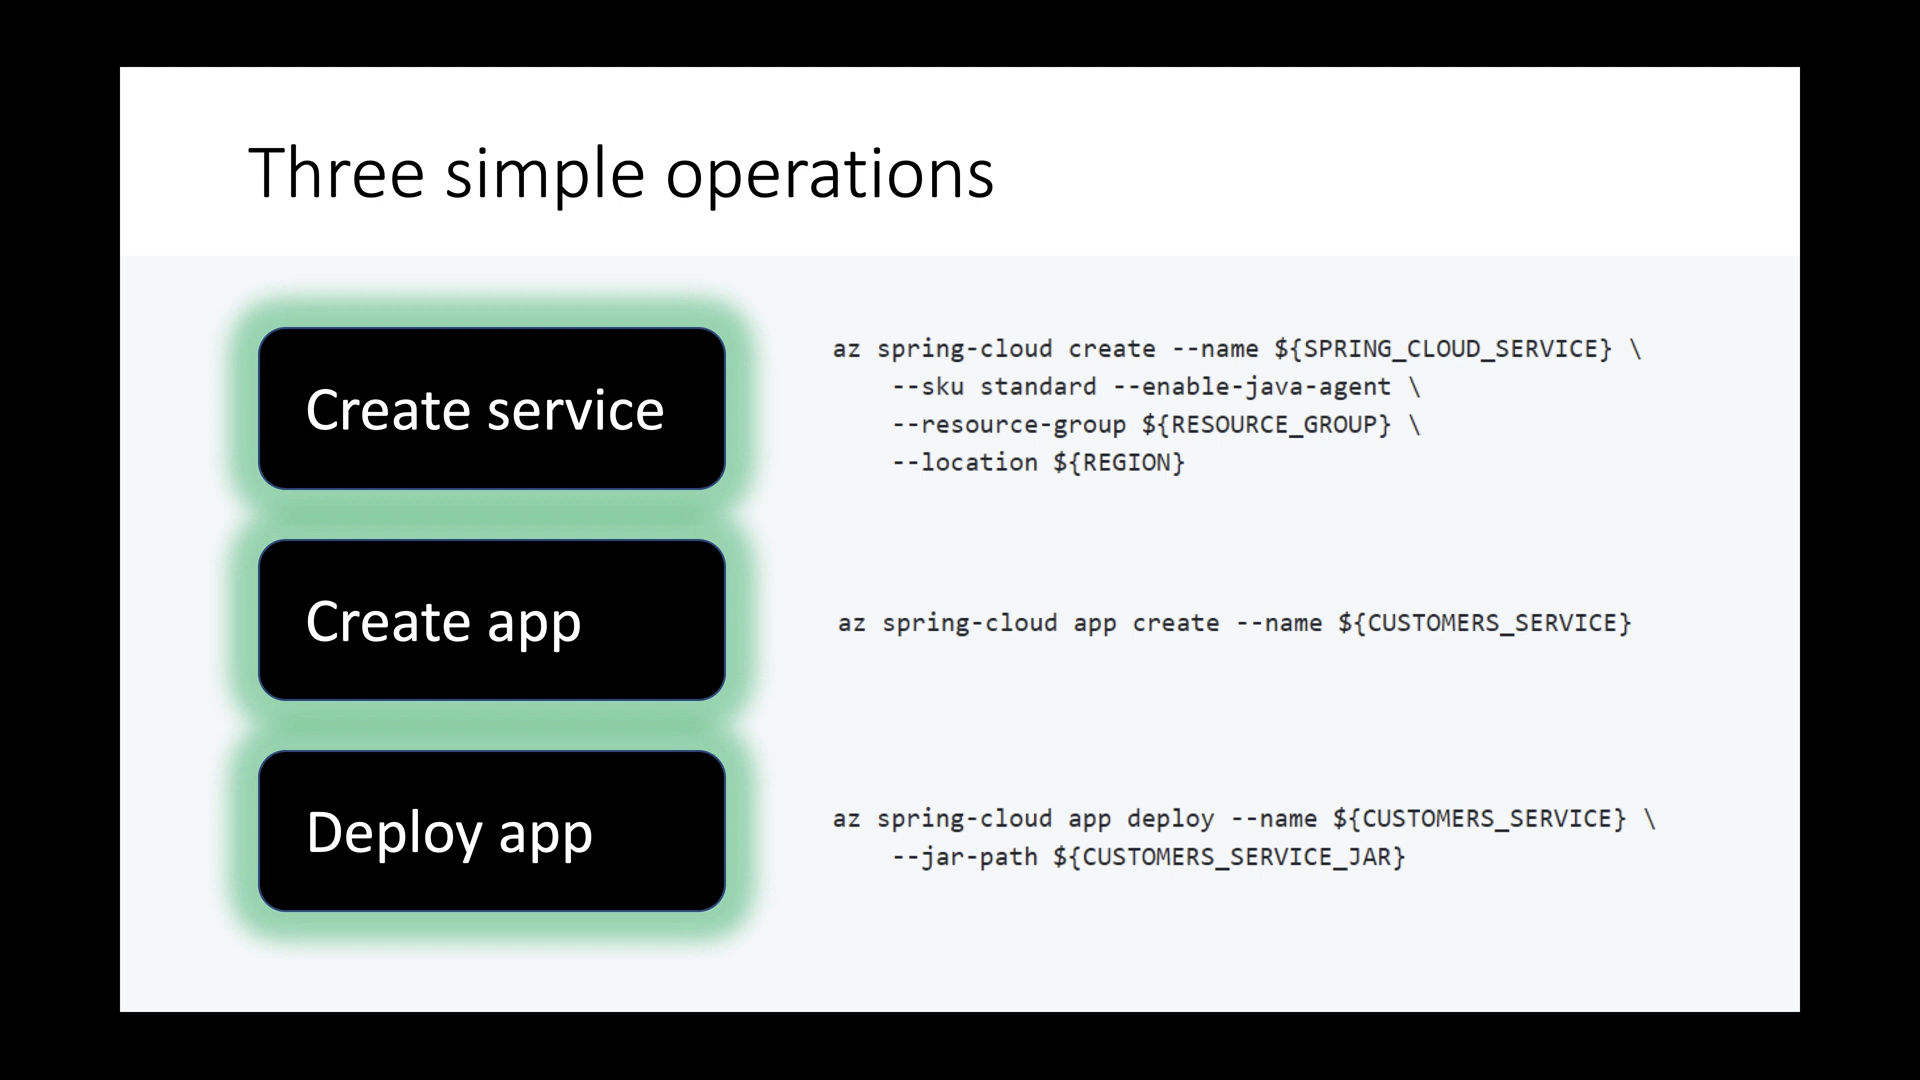 Three simple operations
Create service
az spring-cloud create --name ${SPRING_CLOUD_SERVICE} \
--sku standard --enable-java-agent \
--resource-group ${RESOURCE_GROUP} \
--location ${REGION}
Create app
az spring-cloud app create --name ${CUSTOMERS_SERVICE}
Deploy app
az spring-cloud app deploy --name ${CUSTOMERS_SERVICE} \
--jar-path ${CUSTOMERS_SERVICE_JAR}